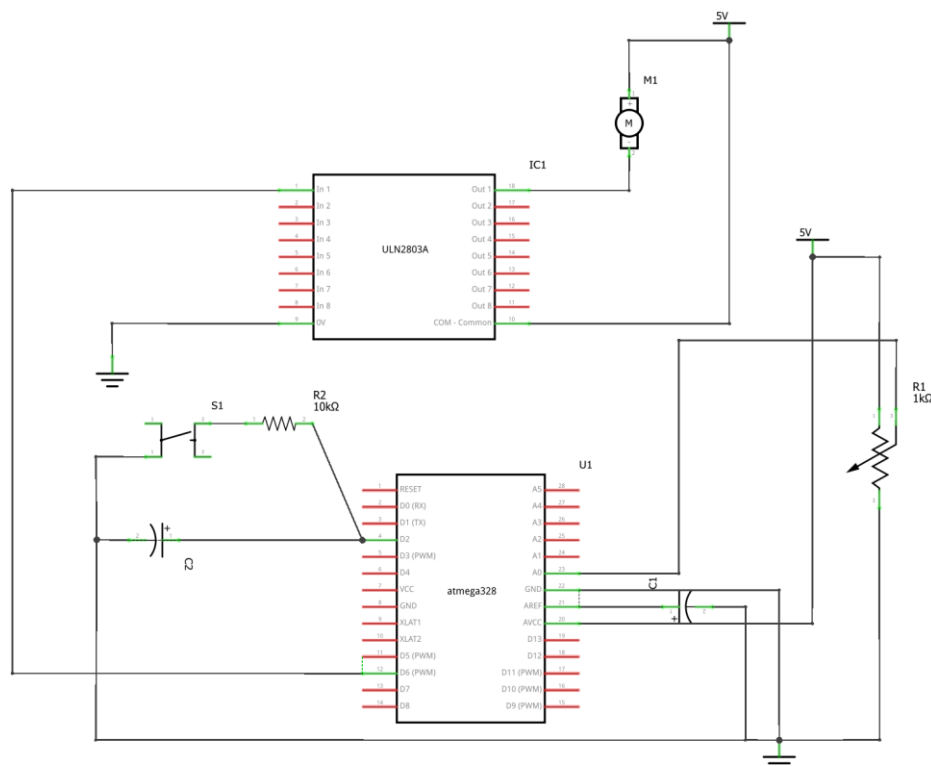 5V
M1
M
IC1
1 In 1 Out 1 18
2 In 2 Out 2 17
3 In 3 Out 3 16
4 In 4 Out 4 15
5 In 5 Out 5 14
6 In 6 Out 6 13
7 In 7 Out 7 12
8 In 8 Out 8 11
9 0V COM - Common 10
ULN2803A
5V
S1
R2
10kΩ
R1
1kΩ
U1
1 RESET A5 28
2 D0 (RX) A4 27
3 D1 (TX) A3 26
4 D2 A2 25
5 D3 (PWM) A1 24
6 D4 A0 23
7 VCC GND 22
8 GND AREF 21
9 XLAT1 AVCC 20
10 XLAT2 D13 19
11 D5 (PWM) D12 18
12 D6 (PWM) D11 (PWM) 17
13 D7 D10 (PWM) 16
14 D8 D9 (PWM) 15
atmega328
C2
+
C1
+